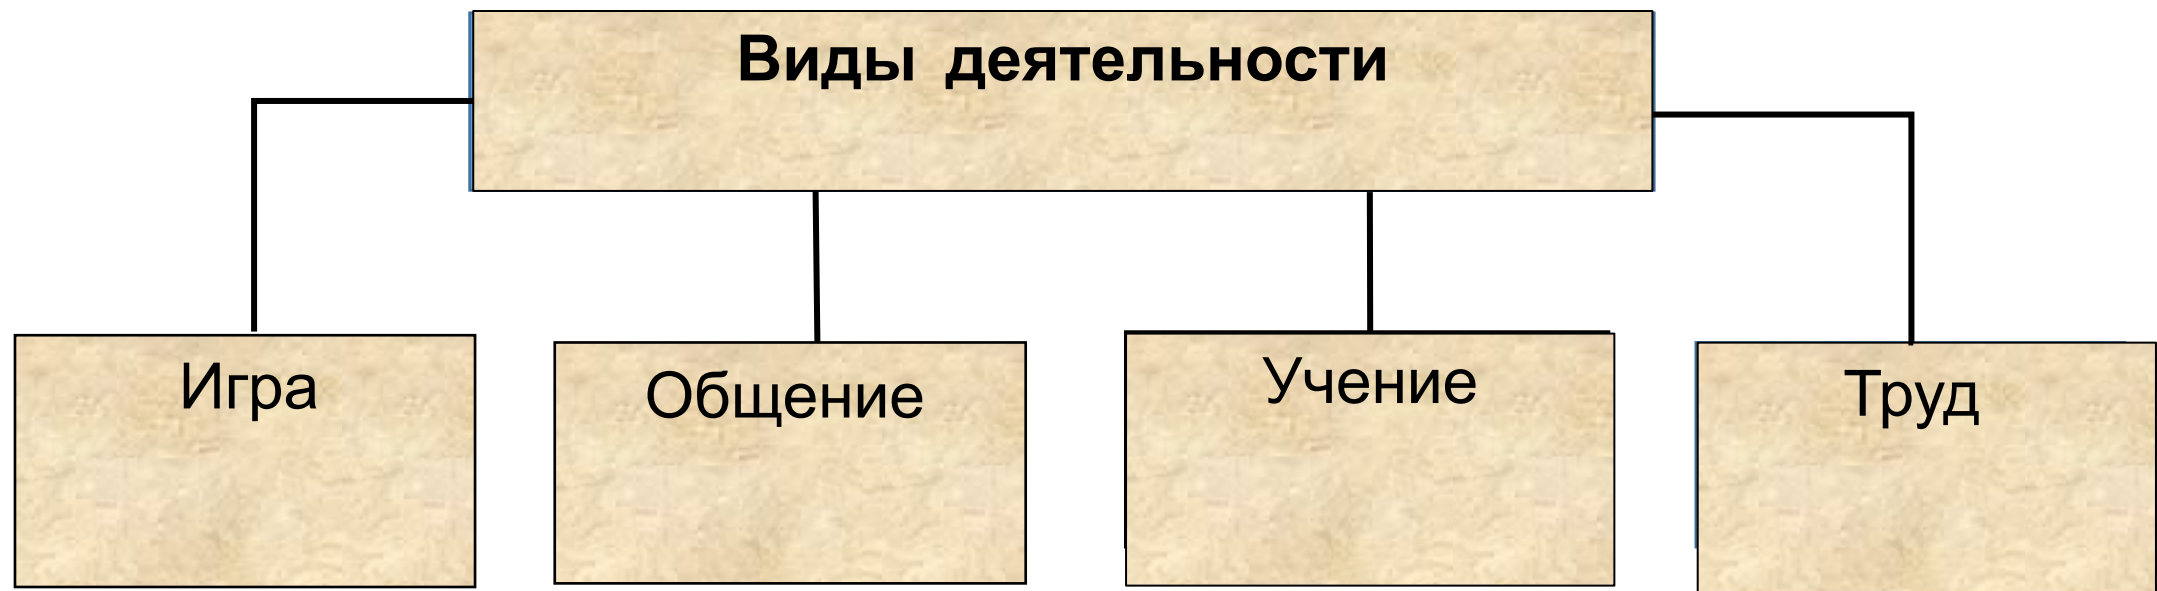 Виды деятельности
Игра
Общение
Учение
Труд